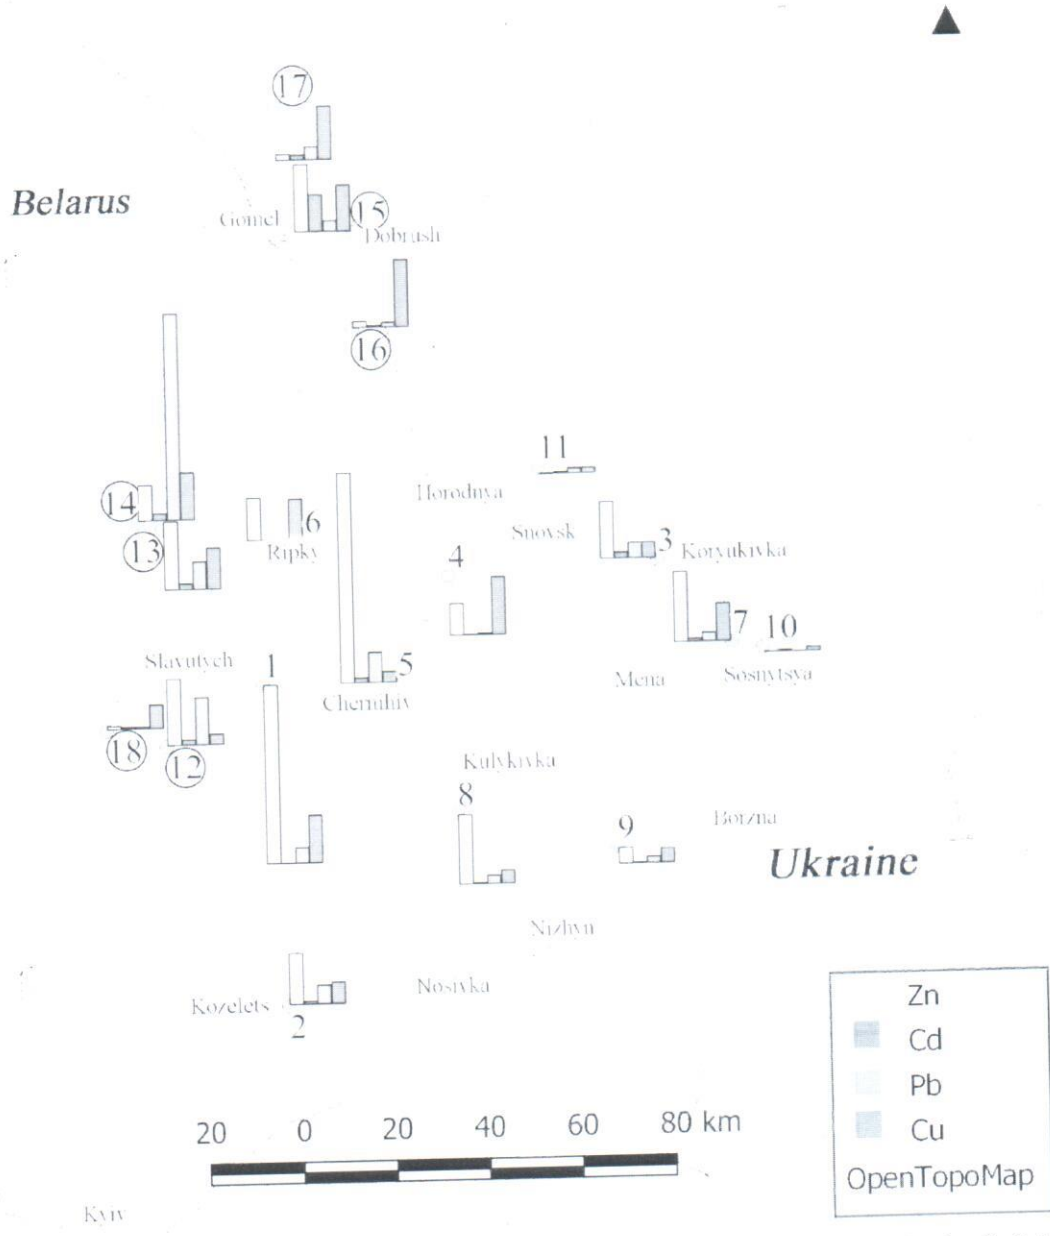 17
Belarus
Gomel
15
Dobrush
16
11
14
Horodnya
6
Snovsk
3
13
Ripky
4
Koryukivka
7
10
Slavutych
1
5
Mena
Sosnytsya
Chernihiv
18
12
Kulykivka
8
9
Borzna
Ukraine
Nizhyn
Kozelets
Nosivka
2
Zn
Cd
Pb
Cu
OpenTopoMap
20 0 20 40 60 80 km
Kyiv